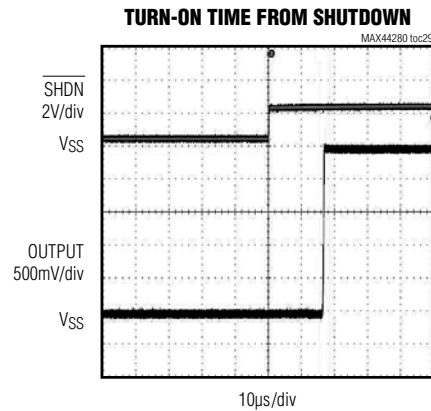 TURN-ON TIME FROM SHUTDOWN
MAX44280 toc29
SHDN
2V/div
VSS
OUTPUT
500mV/div
VSS
10µs/div